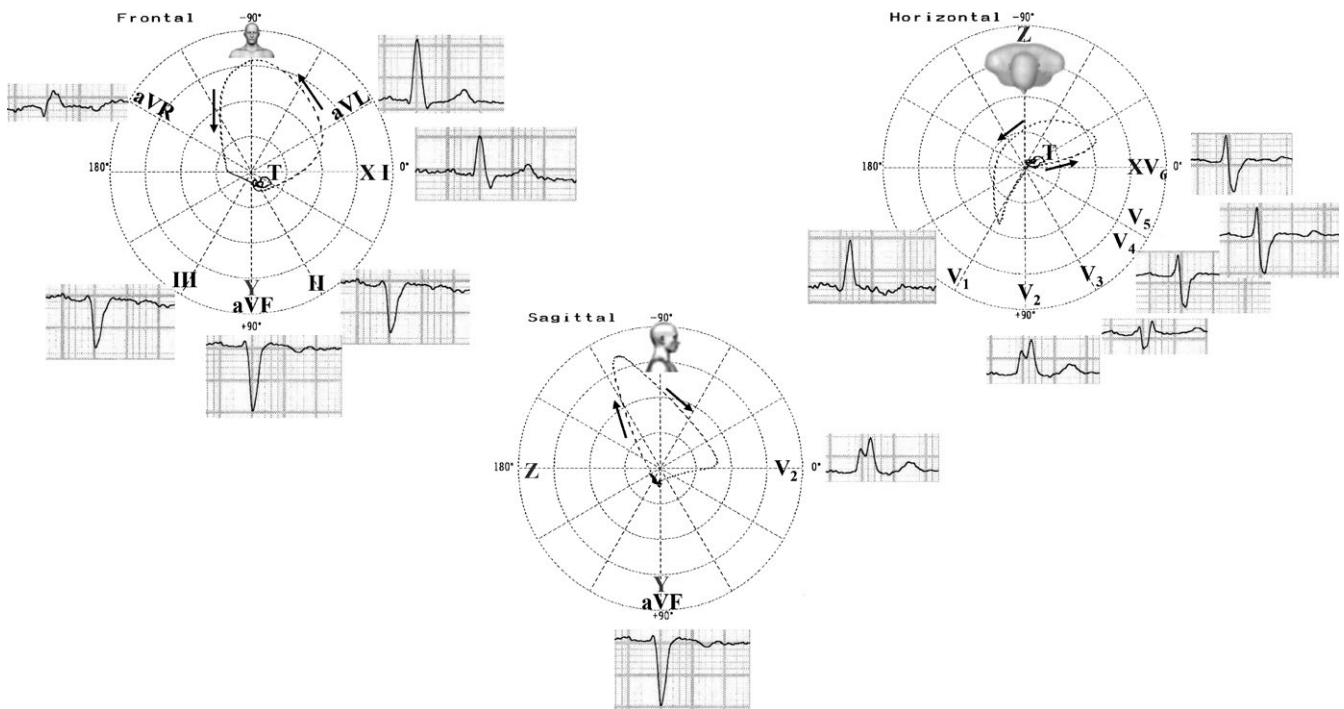 Frontal
-90°
aVR
aVL
180°
T
X I
0°
III
Y
II
aVF
+90°
Horizontal
-90°
Z
180°
T
XV6
0°
V5
V4
V1
V2
V3
+90°
Sagittal
-90°
180°
Z
V2
0°
Y
aVF
+90°